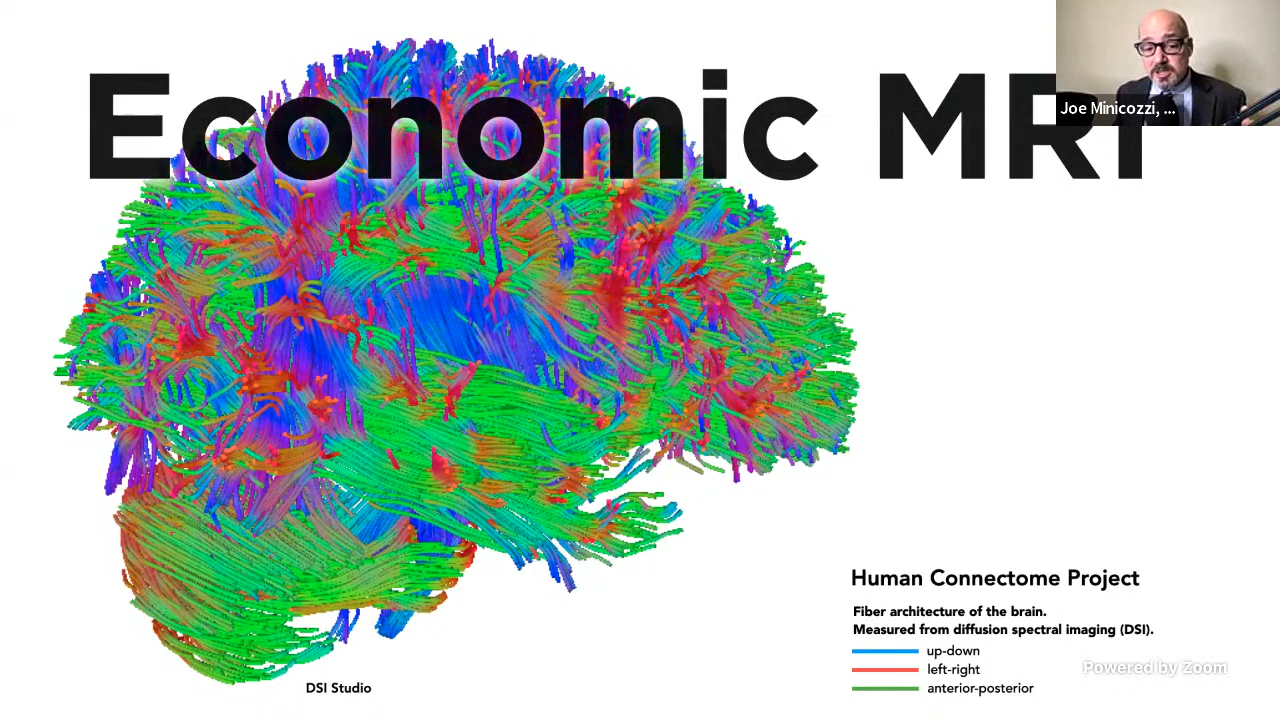 Economic MRI
Joe Minicozzi, ...
Human Connectome Project
Fiber architecture of the brain.
Measured from diffusion spectral imaging (DSI).
up-down
left-right
anterior-posterior
Powered by Zoom
DSI Studio